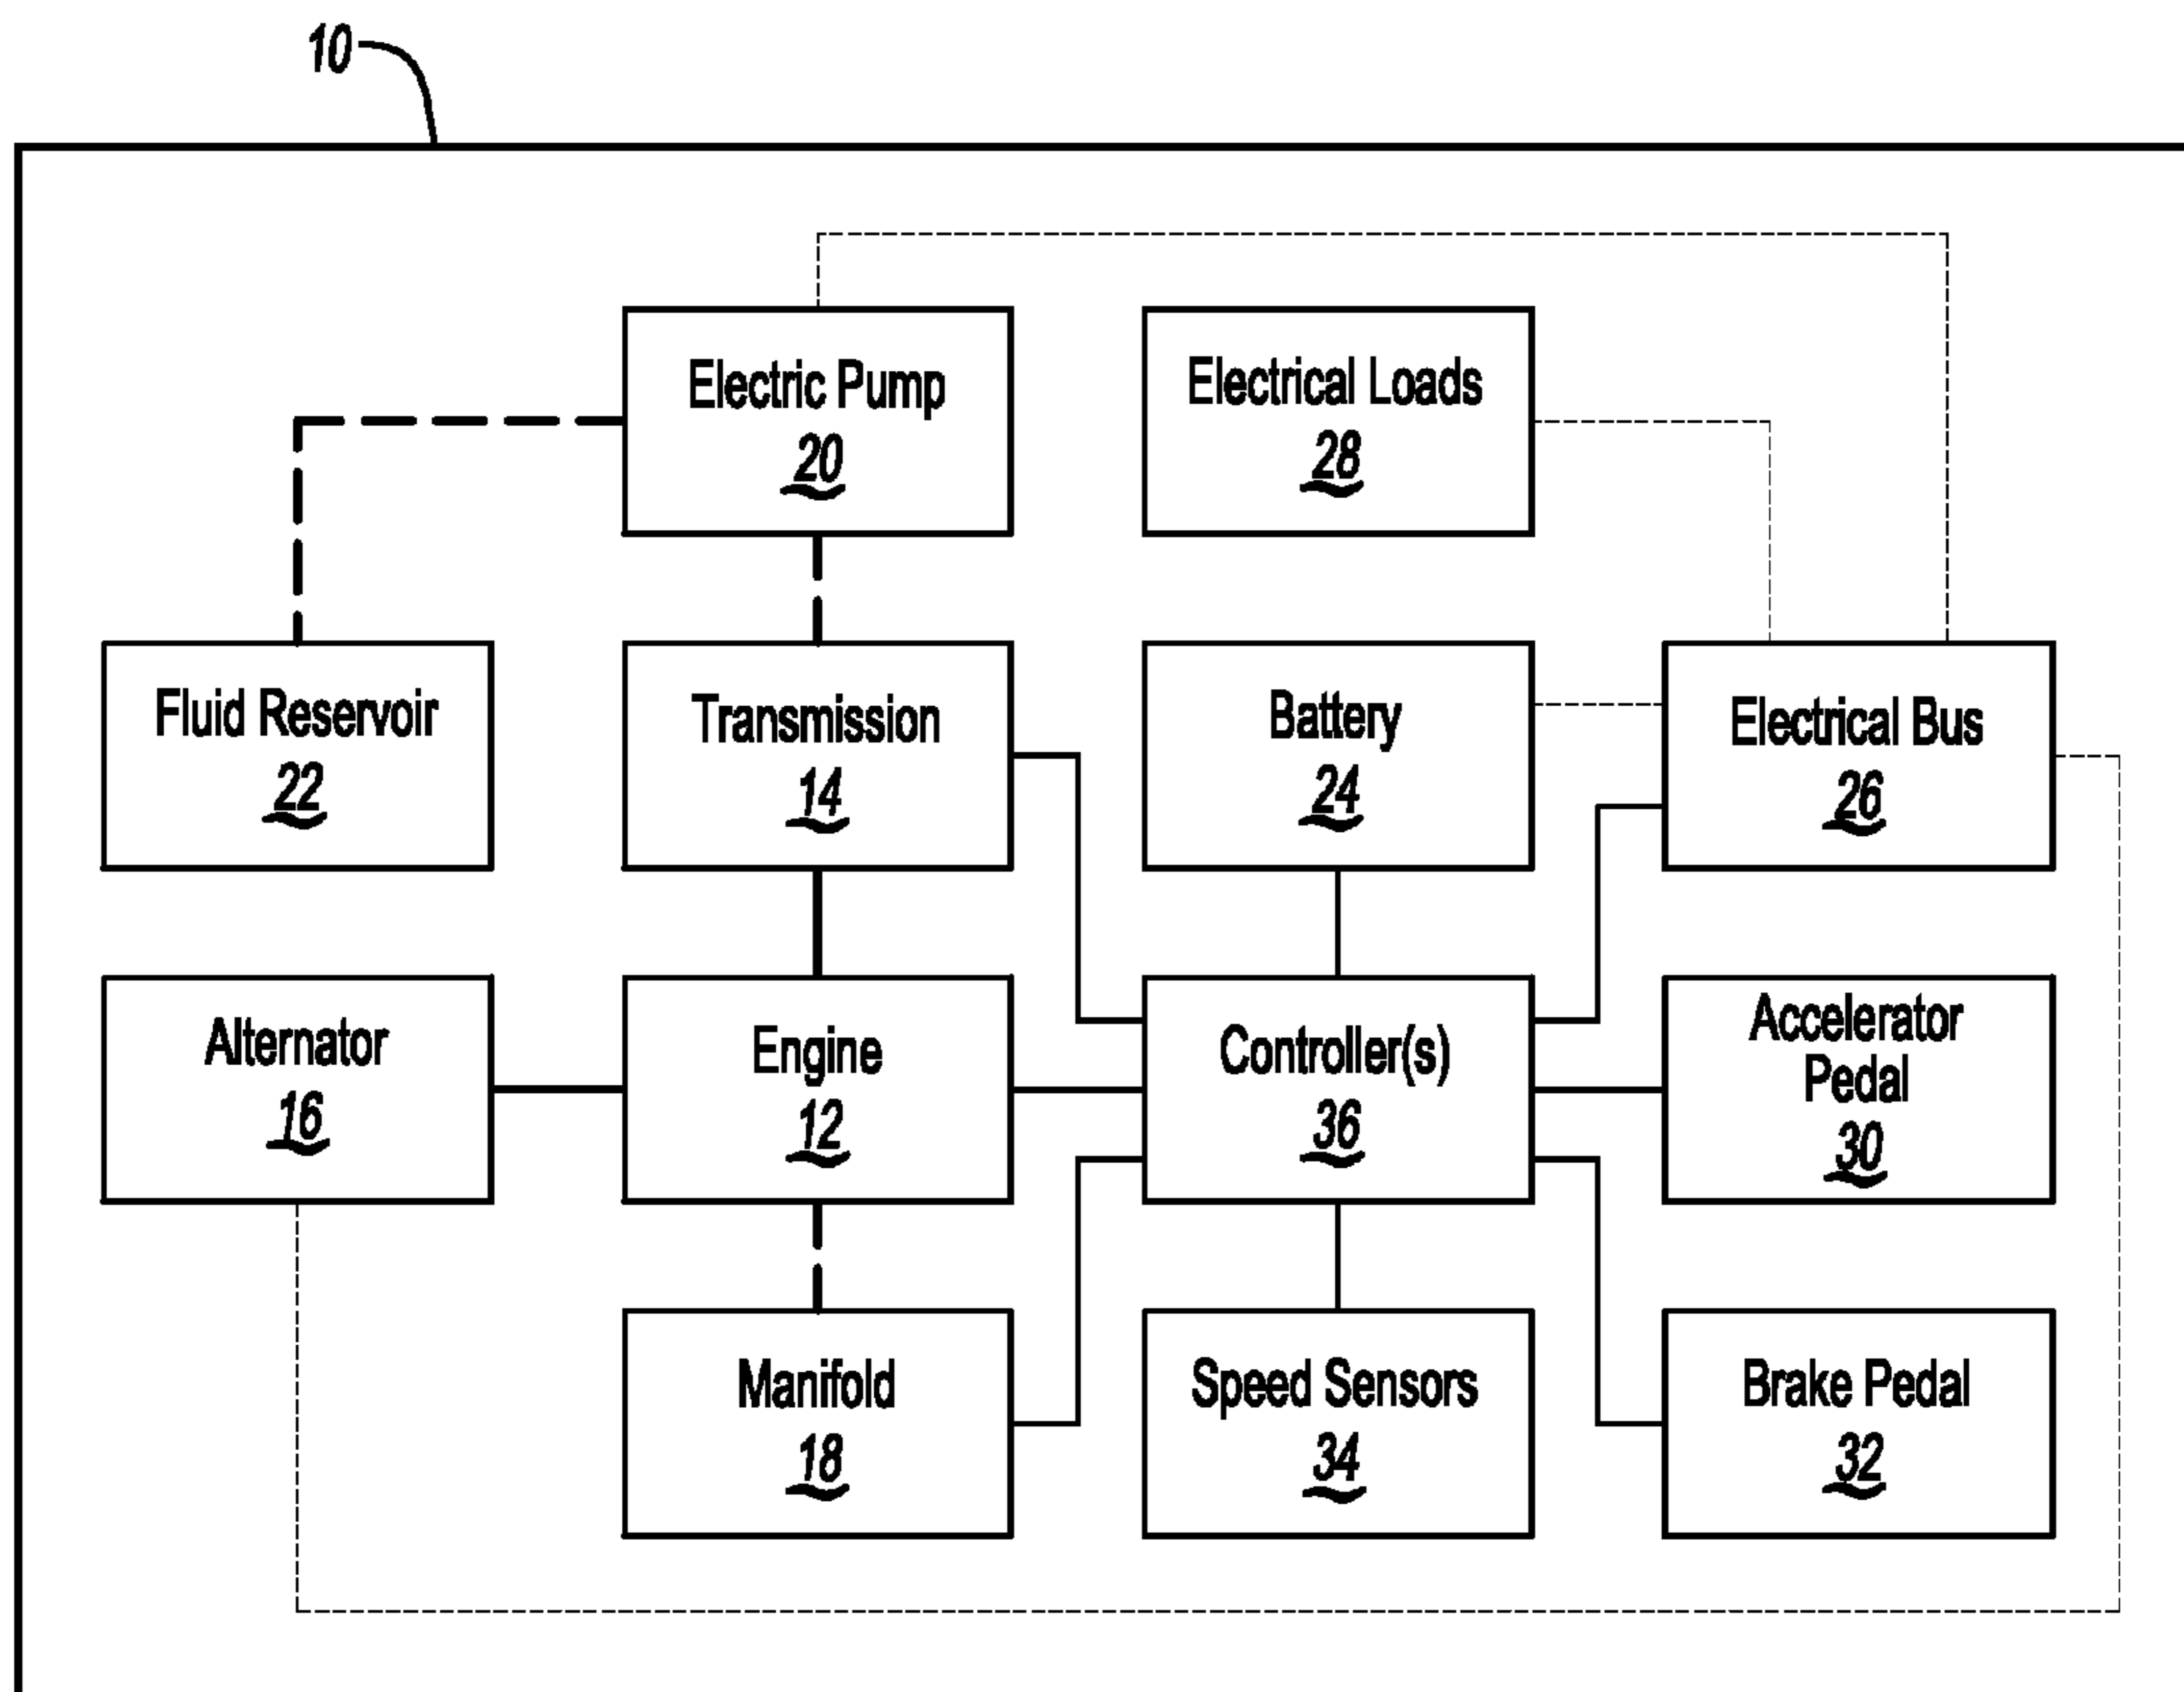 10
Electric Pump
20
Electrical Loads
28
Fluid Reservoir
22
Transmission
14
Battery
24
Electrical Bus
26
Alternator
16
Engine
12
Controller(s)
36
Accelerator
Pedal
30
Manifold
18
Speed Sensors
34
Brake Pedal
32